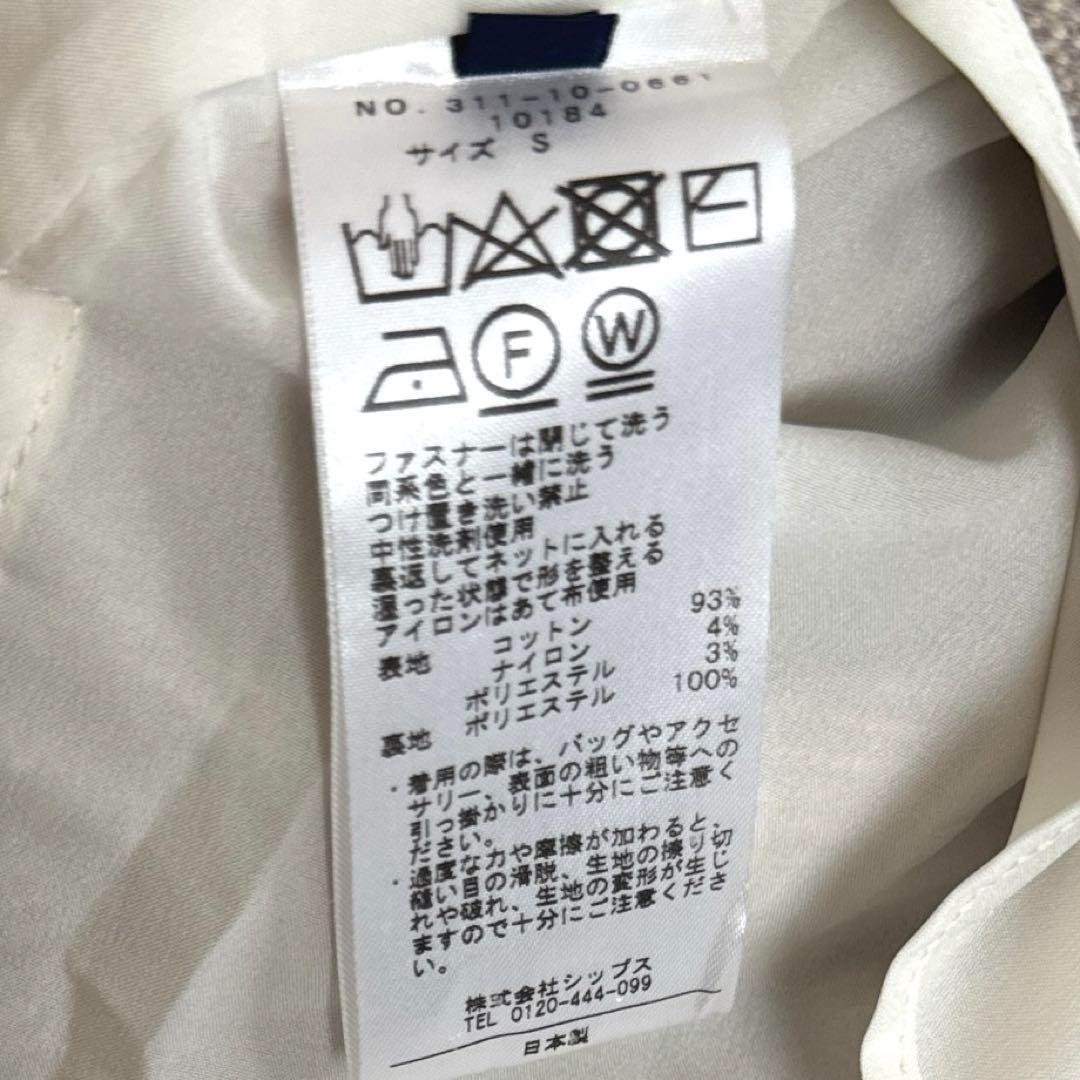 NO. 311-10-0661
10184
サイズ S
F
W
ファスナーは閉じて洗う
同系色と一緒に洗う
つけ置き洗い禁止
中性洗剤使用
裏返してネットに入れる
湿った状態で形を整える
アイロンはあて布使用
表地 コットン 93%
ナイロン 4%
ポリエステル 3%
裏地 ポリエステル 100%
・着用の際は、バッグやアクセ
サリー、表面の粗い物等への
引っ掛かりに十分にご注意く
ださい。
・過度な力や摩擦が加わると、
縫い目の滑脱、生地の擦り切
れや破れ、生地の変形が生じ
ますので十分にご注意くださ
い。
株式会社シップス
TEL 0120-444-099
日本製